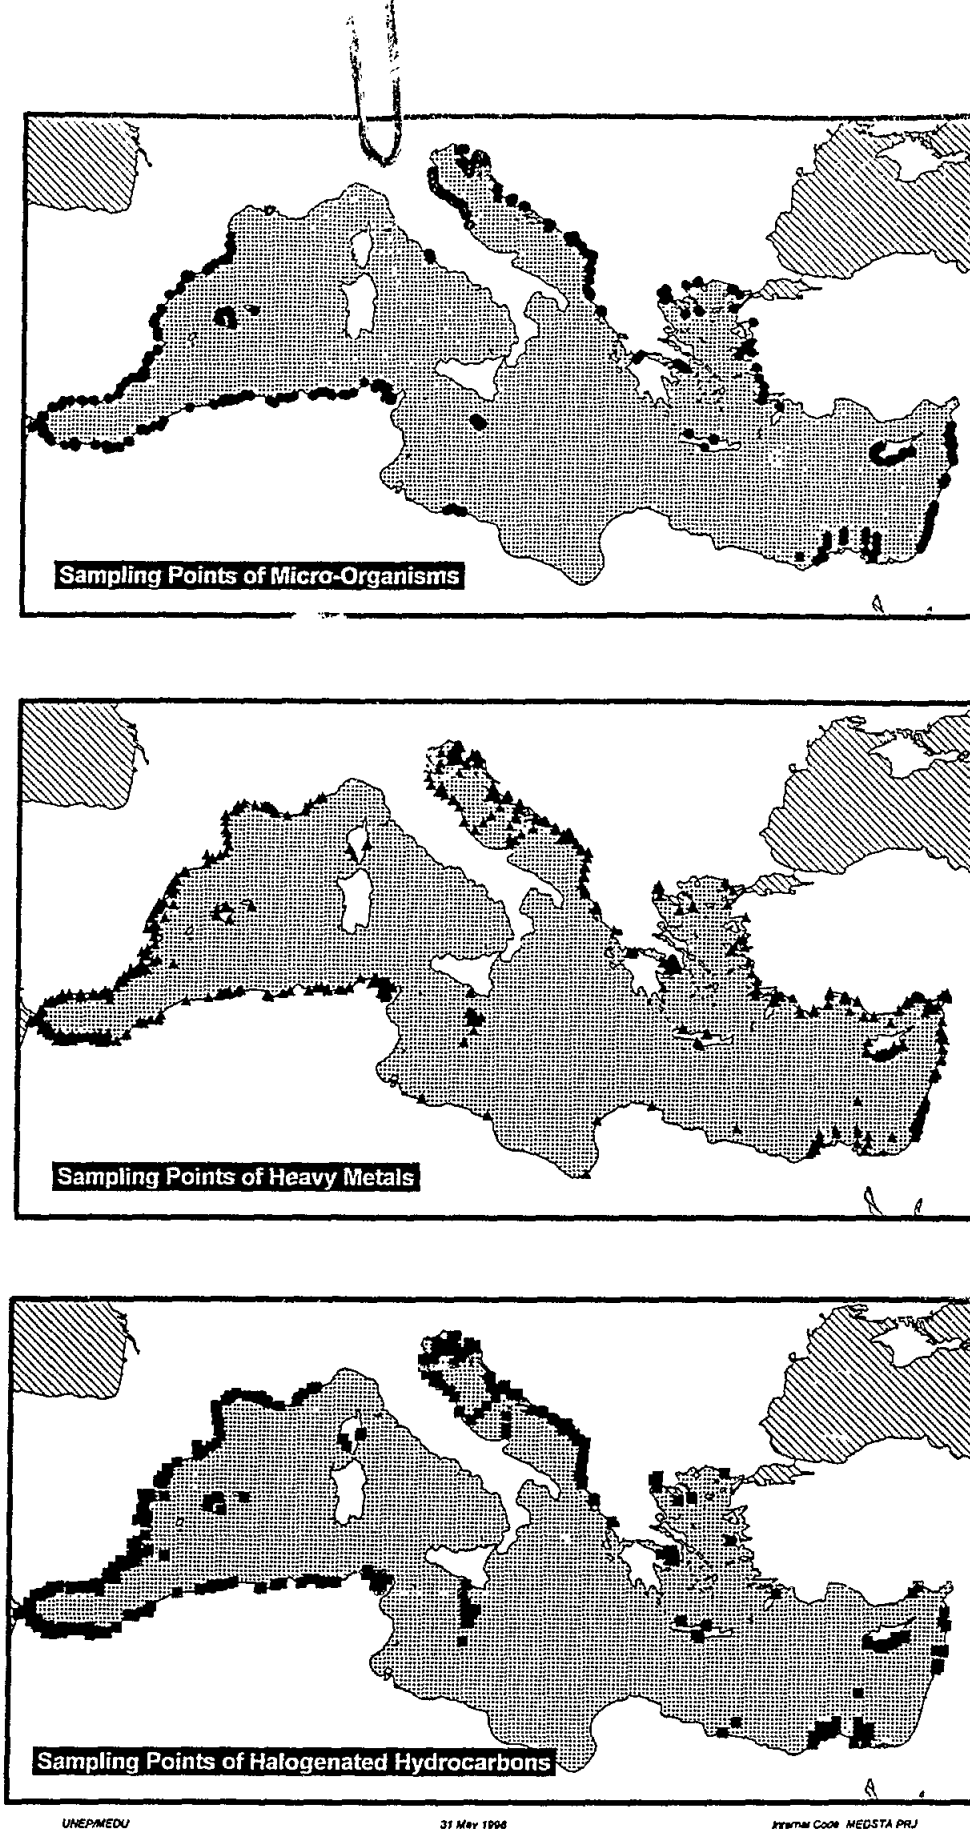 Sampling Points of Micro-Organisms
Sampling Points of Heavy Metals
Sampling Points of Halogenated Hydrocarbons
UNEP/MEDU
31 May 1996
Internal Code MEDSTA PRJ